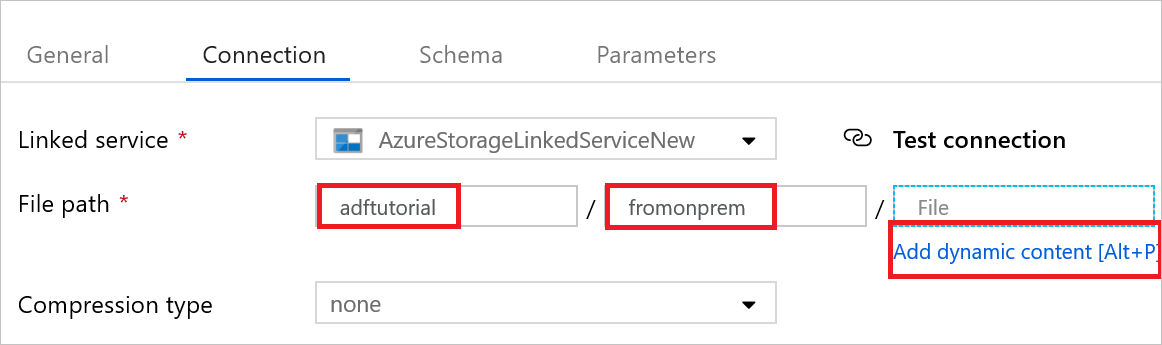 General Connection Schema Parameters
Linked service * AzureStorageLinkedServiceNew Test connection
File path * adftutorial / fromonprem / File
Add dynamic content [Alt+P]
Compression type none